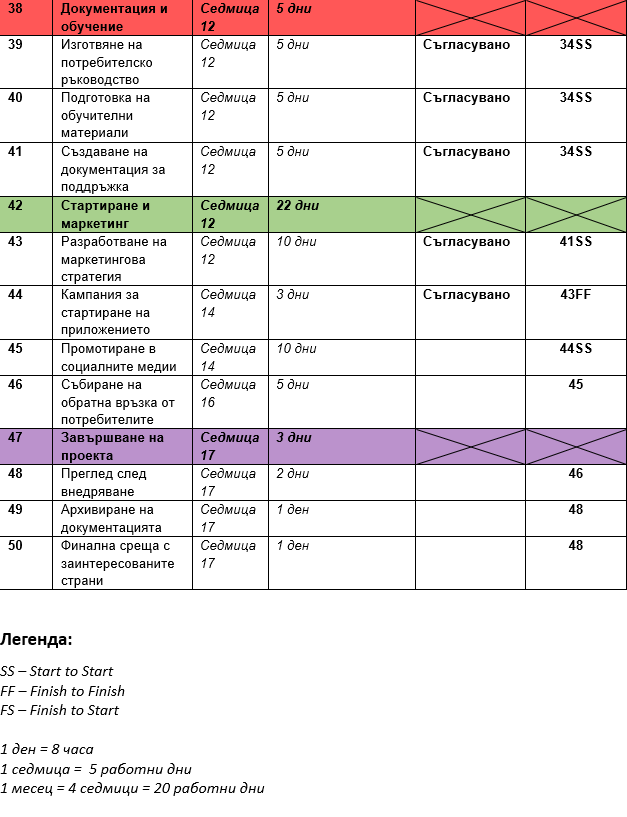 38 Документация и Седмица 5 дни
обучение 12
39 Изготвяне на Седмица 5 дни Съгласувано 34SS
потребителско 12
ръководство
40 Подготовка на Седмица 5 дни Съгласувано 34SS
обучителни 12
материали
41 Създаване на Седмица 5 дни Съгласувано 34SS
документация за 12
поддръжка
42 Стартиране и Седмица 22 дни
маркетинг 12
43 Разработване на Седмица 10 дни Съгласувано 41SS
маркетингова 12
стратегия
44 Кампания за Седмица 3 дни Съгласувано 43FF
стартиране на 14
приложението
45 Промотиране в Седмица 10 дни 44SS
социалните медии 14
46 Събиране на Седмица 5 дни 45
обратна връзка от 16
потребителите
47 Завършване на Седмица 3 дни
проекта 17
48 Преглед след Седмица 2 дни 46
внедряване 17
49 Архивиране на Седмица 1 ден 48
документацията 17
50 Финална среща с Седмица 1 ден 48
заинтересованите 17
страни
Легенда:
SS – Start to Start
FF – Finish to Finish
FS – Finish to Start
1 ден = 8 часа
1 седмица = 5 работни дни
1 месец = 4 седмици = 20 работни дни